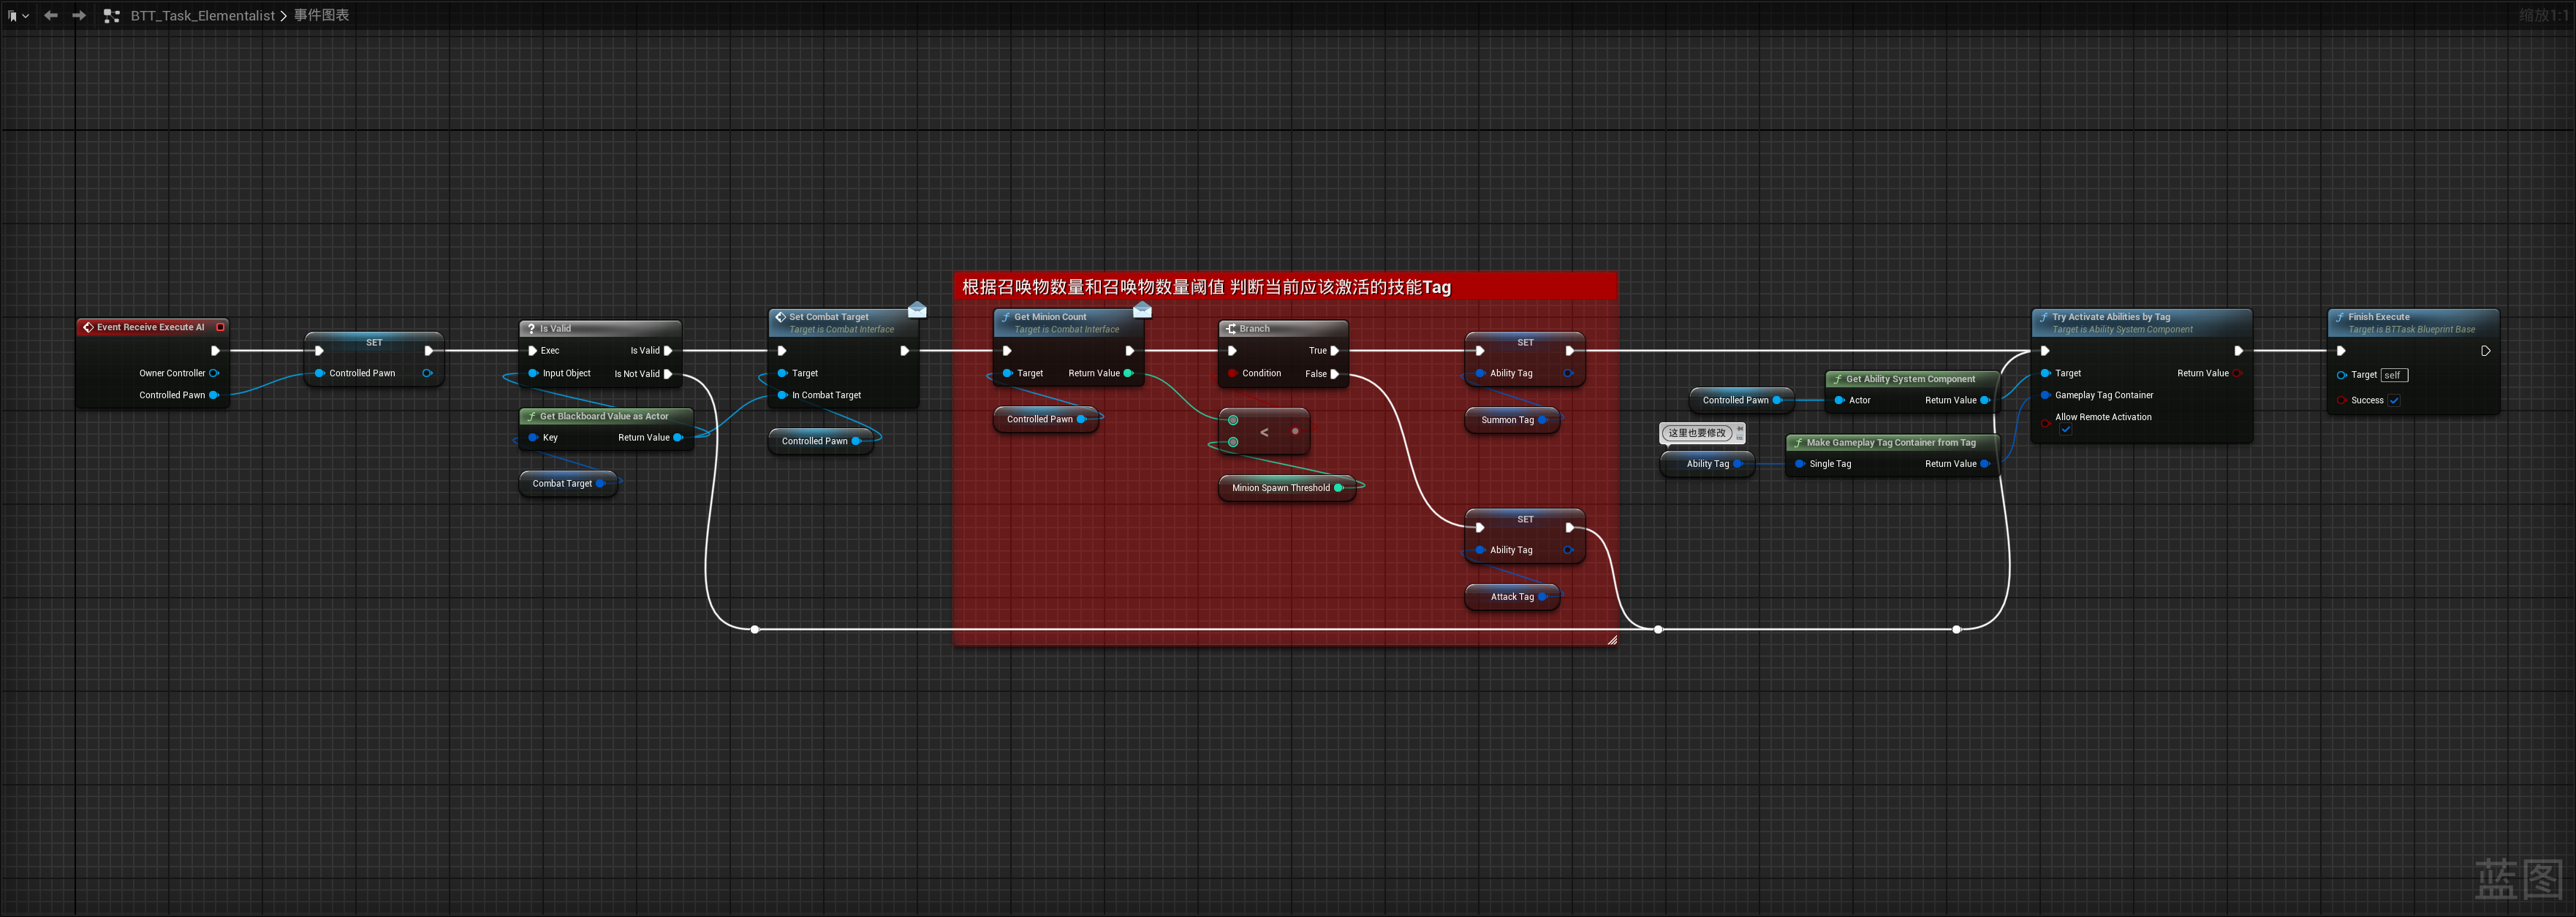 BTT_Task_Elementalist > 事件图表
缩放1:1
根据召唤物数量和召唤物数量阈值 判断当前应该激活的技能Tag
Event Receive Execute AI
Owner Controller
Controlled Pawn
SET
Controlled Pawn
Is Valid
Exec
Is Valid
Input Object
Is Not Valid
Get Blackboard Value as Actor
Key
Return Value
Combat Target
Set Combat Target
Target is Combat Interface
Target
In Combat Target
Controlled Pawn
Get Minion Count
Target is Combat Interface
Target
Return Value
Controlled Pawn
Branch
True
Condition
False
<
Minion Spawn Threshold
SET
Ability Tag
Summon Tag
SET
Ability Tag
Attack Tag
Controlled Pawn
Get Ability System Component
Actor
Return Value
这里也要修改
Ability Tag
Make Gameplay Tag Container from Tag
Single Tag
Return Value
Try Activate Abilities by Tag
Target is Ability System Component
Target
Return Value
Gameplay Tag Container
Allow Remote Activation
Finish Execute
Target is BTTask Blueprint Base
Target self
Success
蓝图